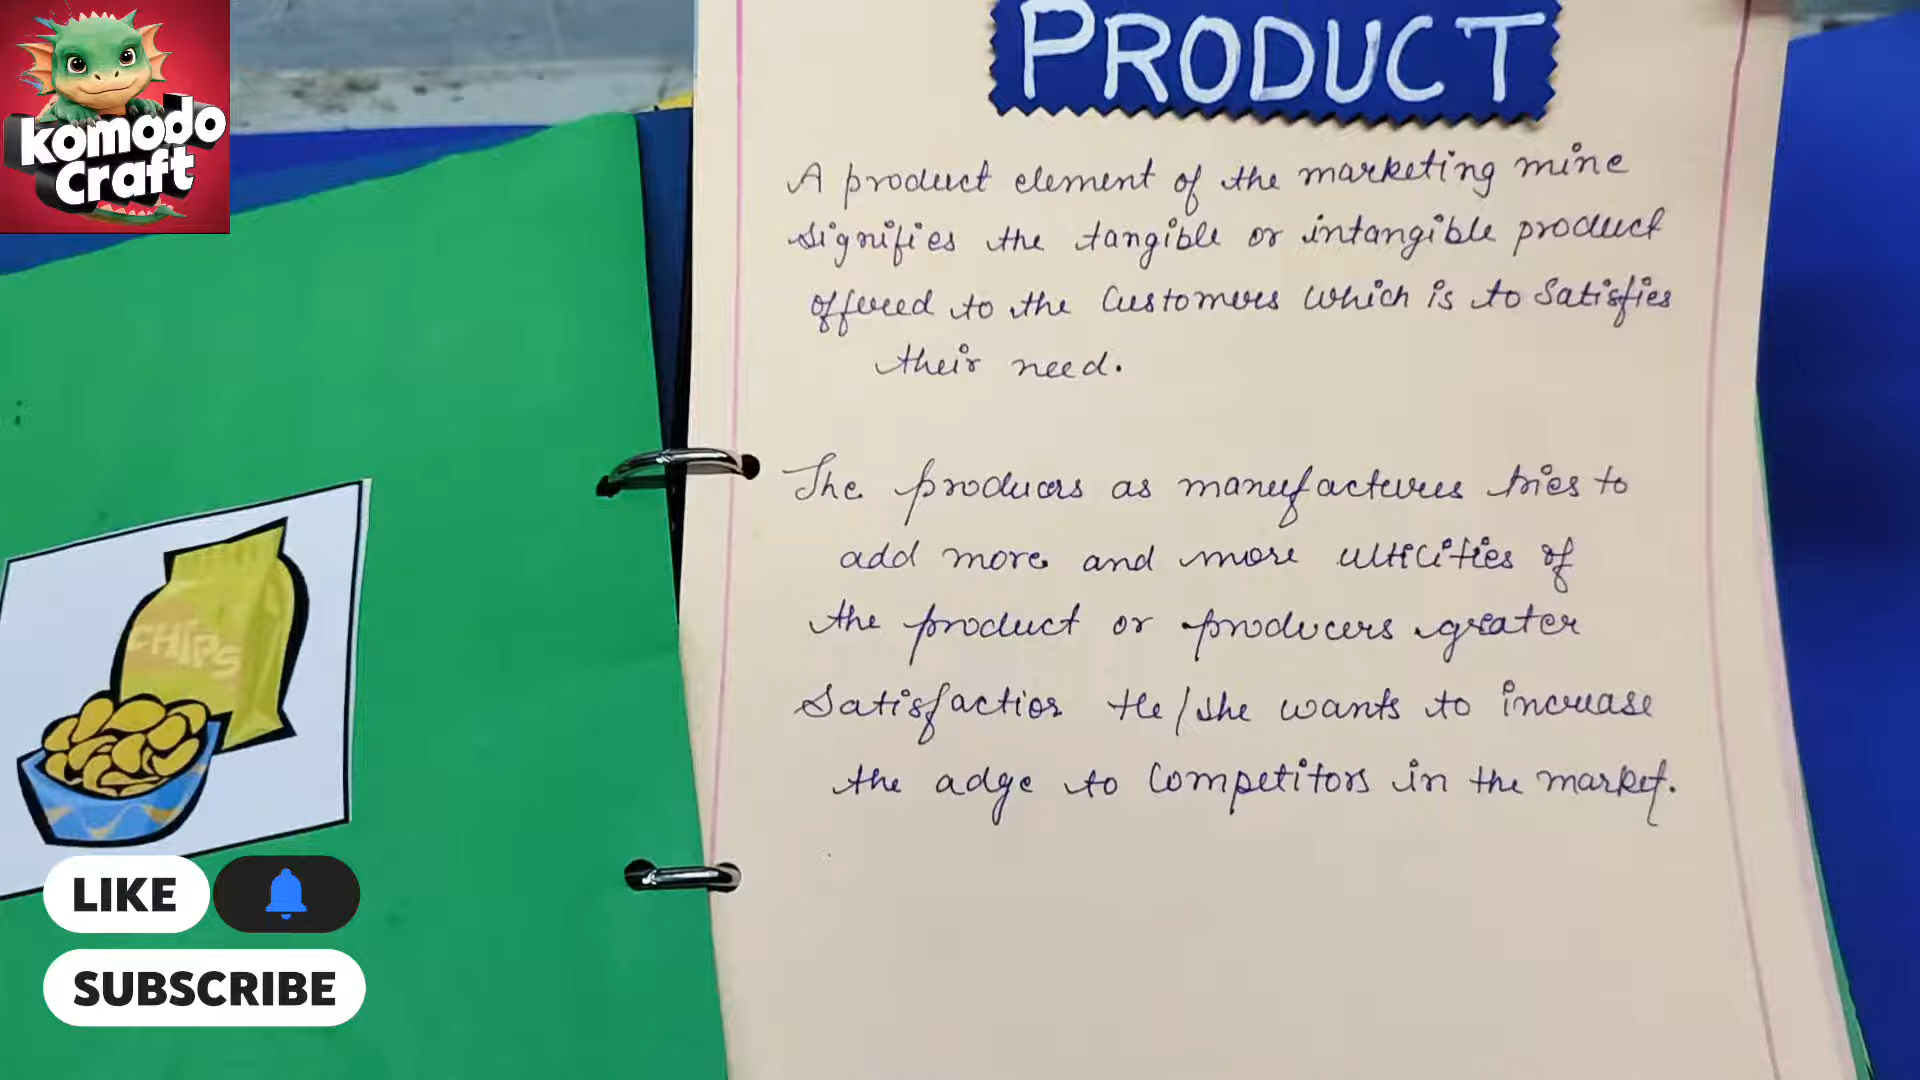 komodo
craft
PRODUCT
A product element of the marketing mine
signifies the tangible or intangible product
offered to the Customers which is to Satisfies
their need.
The producers as manufactures tries to
add more and more ulticities of
the product or producers greater
Satisfaction He/she wants to increase
the adge to Competitors in the market.
CHIPS
LIKE
SUBSCRIBE